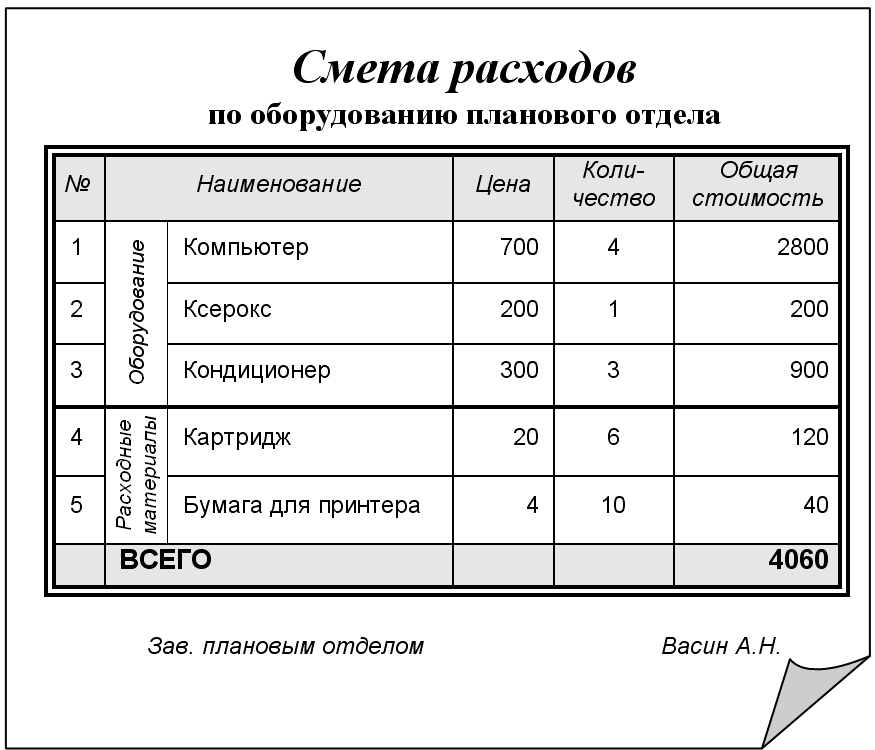 Смета расходов
по оборудованию планового отдела
№ Наименование Цена Коли-чество Общая стоимость
Оборудование
1 Компьютер 700 4 2800
2 Ксерокс 200 1 200
3 Кондиционер 300 3 900
Расходные материалы
4 Картридж 20 6 120
5 Бумага для принтера 4 10 40
ВСЕГО 4060
Зав. плановым отделом Васин А.Н.